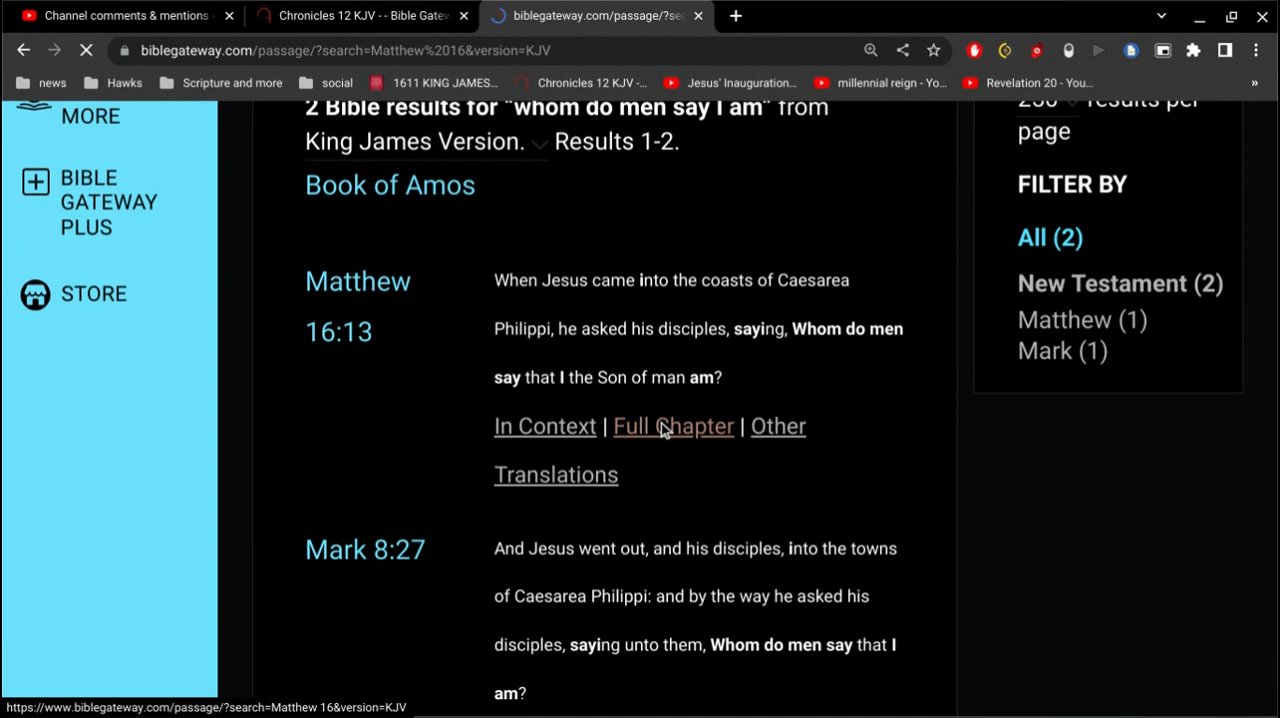 Channel comments & mentions -
Chronicles 12 KJV - - Bible Gatew
biblegateway.com/passage/?sea
biblegateway.com/passage/?search=Matthew%2016&version=KJV
news
Hawks
Scripture and more
social
1611 KING JAMES...
Chronicles 12 KJV -...
Jesus' Inauguration...
millennial reign - Yo...
Revelation 20 - You...
»
MORE
BIBLE
GATEWAY
PLUS
STORE
2 Bible results for "whom do men say I am" from
King James Version. Results 1-2.
Book of Amos
Matthew
16:13
When Jesus came into the coasts of Caesarea
Philippi, he asked his disciples, saying, Whom do men
say that I the Son of man am?
In Context | Full Chapter | Other
Translations
Mark 8:27
And Jesus went out, and his disciples, into the towns
of Caesarea Philippi: and by the way he asked his
disciples, saying unto them, Whom do men say that I
am?
250 results per
page
FILTER BY
All (2)
New Testament (2)
Matthew (1)
Mark (1)
https://www.biblegateway.com/passage/?search=Matthew 16&version=KJV